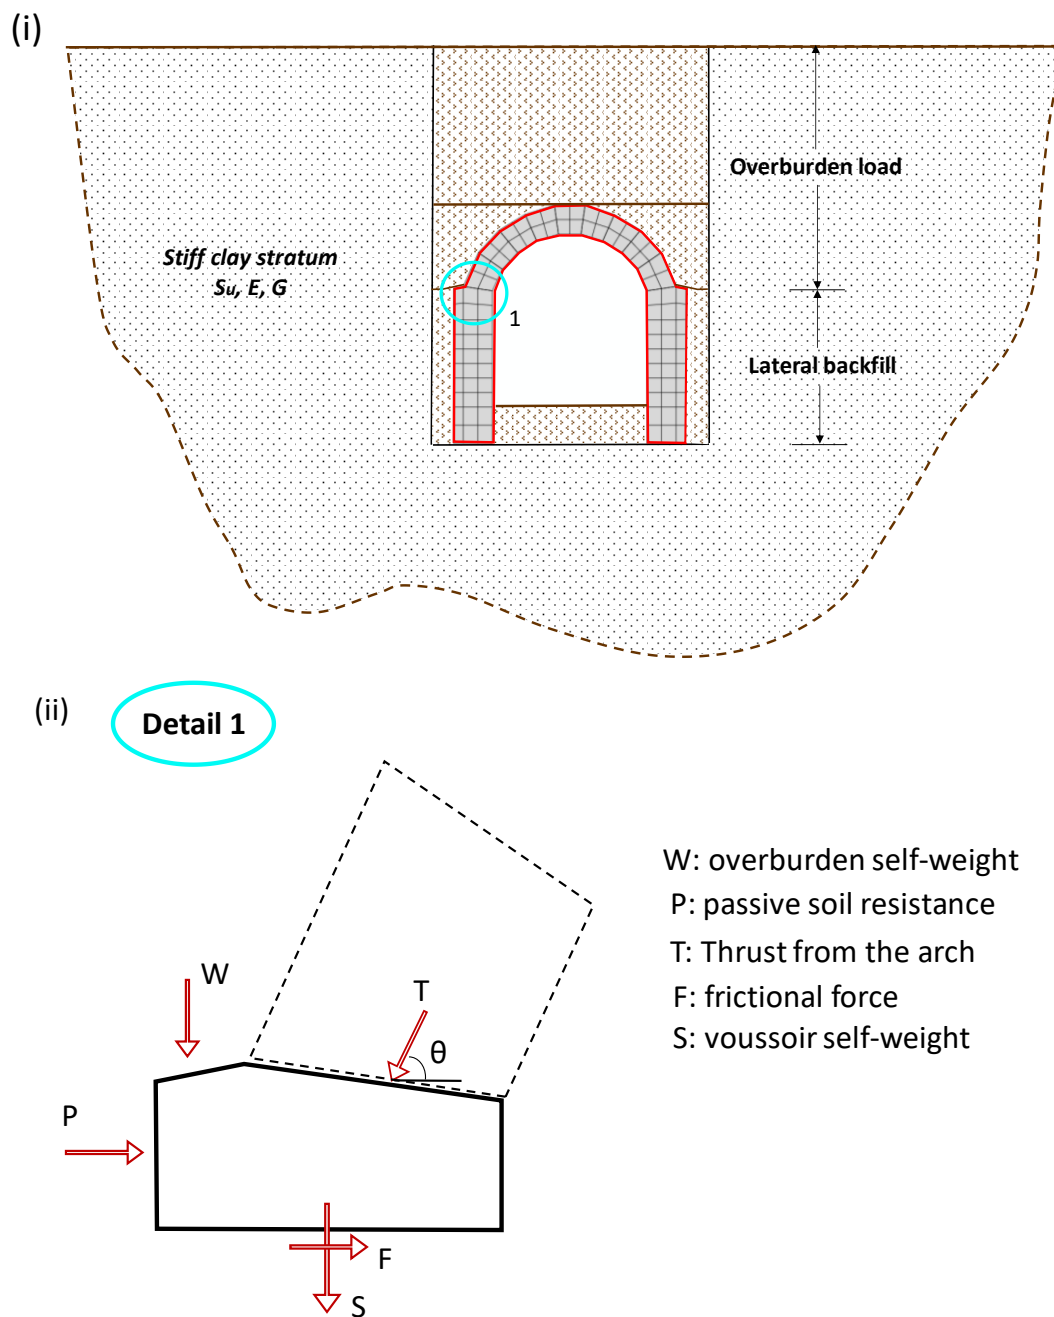 (i)
Overburden load
Stiff clay stratum
Su, E, G
1
Lateral backfill
(ii)
Detail 1
W: overburden self-weight
P: passive soil resistance
T: Thrust from the arch
F: frictional force
S: voussoir self-weight
W
T
θ
P
F
S